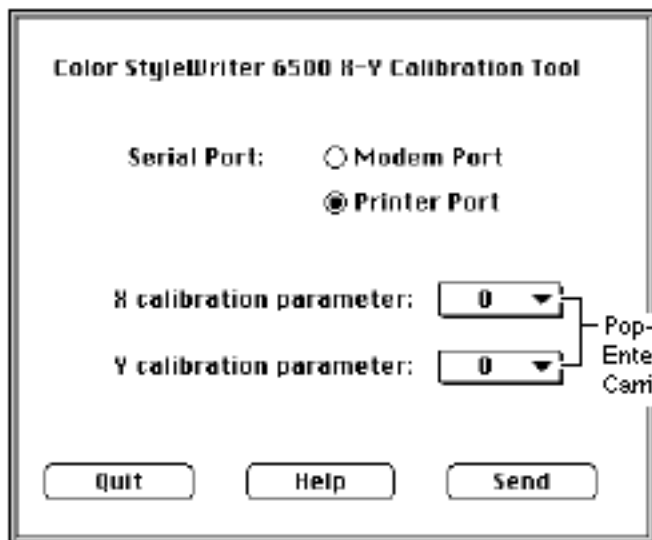 Color StyleWriter 6500 X-Y Calibration Tool
Serial Port: Modem Port
Printer Port
X calibration parameter: 0
Y calibration parameter: 0
Pop-
Ente
Carri
Quit Help Send